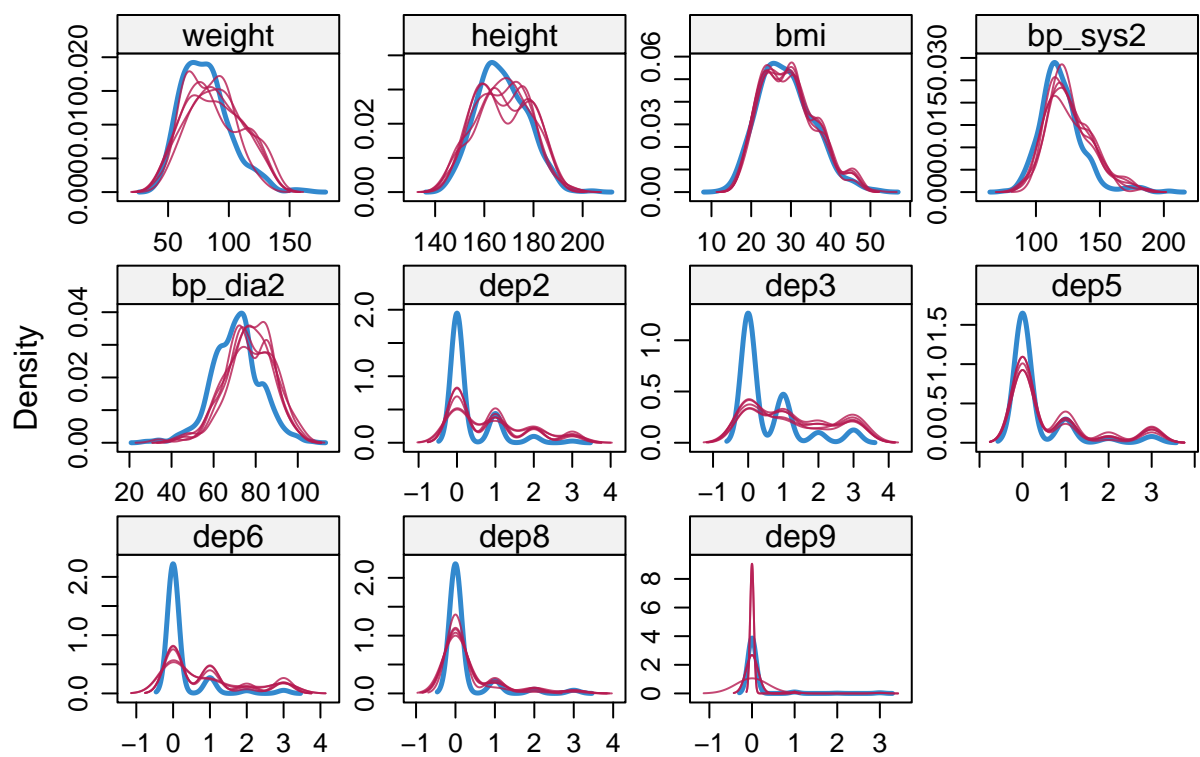 Density
weight
0.000 0.010 0.020
50 100 150
height
0.00 0.02
140 160 180 200
bmi
0.00 0.03 0.06
10 20 30 40 50
bp_sys2
0.000 0.015 0.030
100 150 200
bp_dia2
0.00 0.02 0.04
20 40 60 80 100
dep2
0.0 1.0 2.0
−1 0 1 2 3 4
dep3
0.0 0.5 1.0
−1 0 1 2 3 4
dep5
0.0 0.5 1.0 1.5
0 1 2 3
dep6
0.0 1.0 2.0
−1 0 1 2 3 4
dep8
0.0 1.0 2.0
−1 0 1 2 3 4
dep9
0 2 4 6 8
−1 0 1 2 3